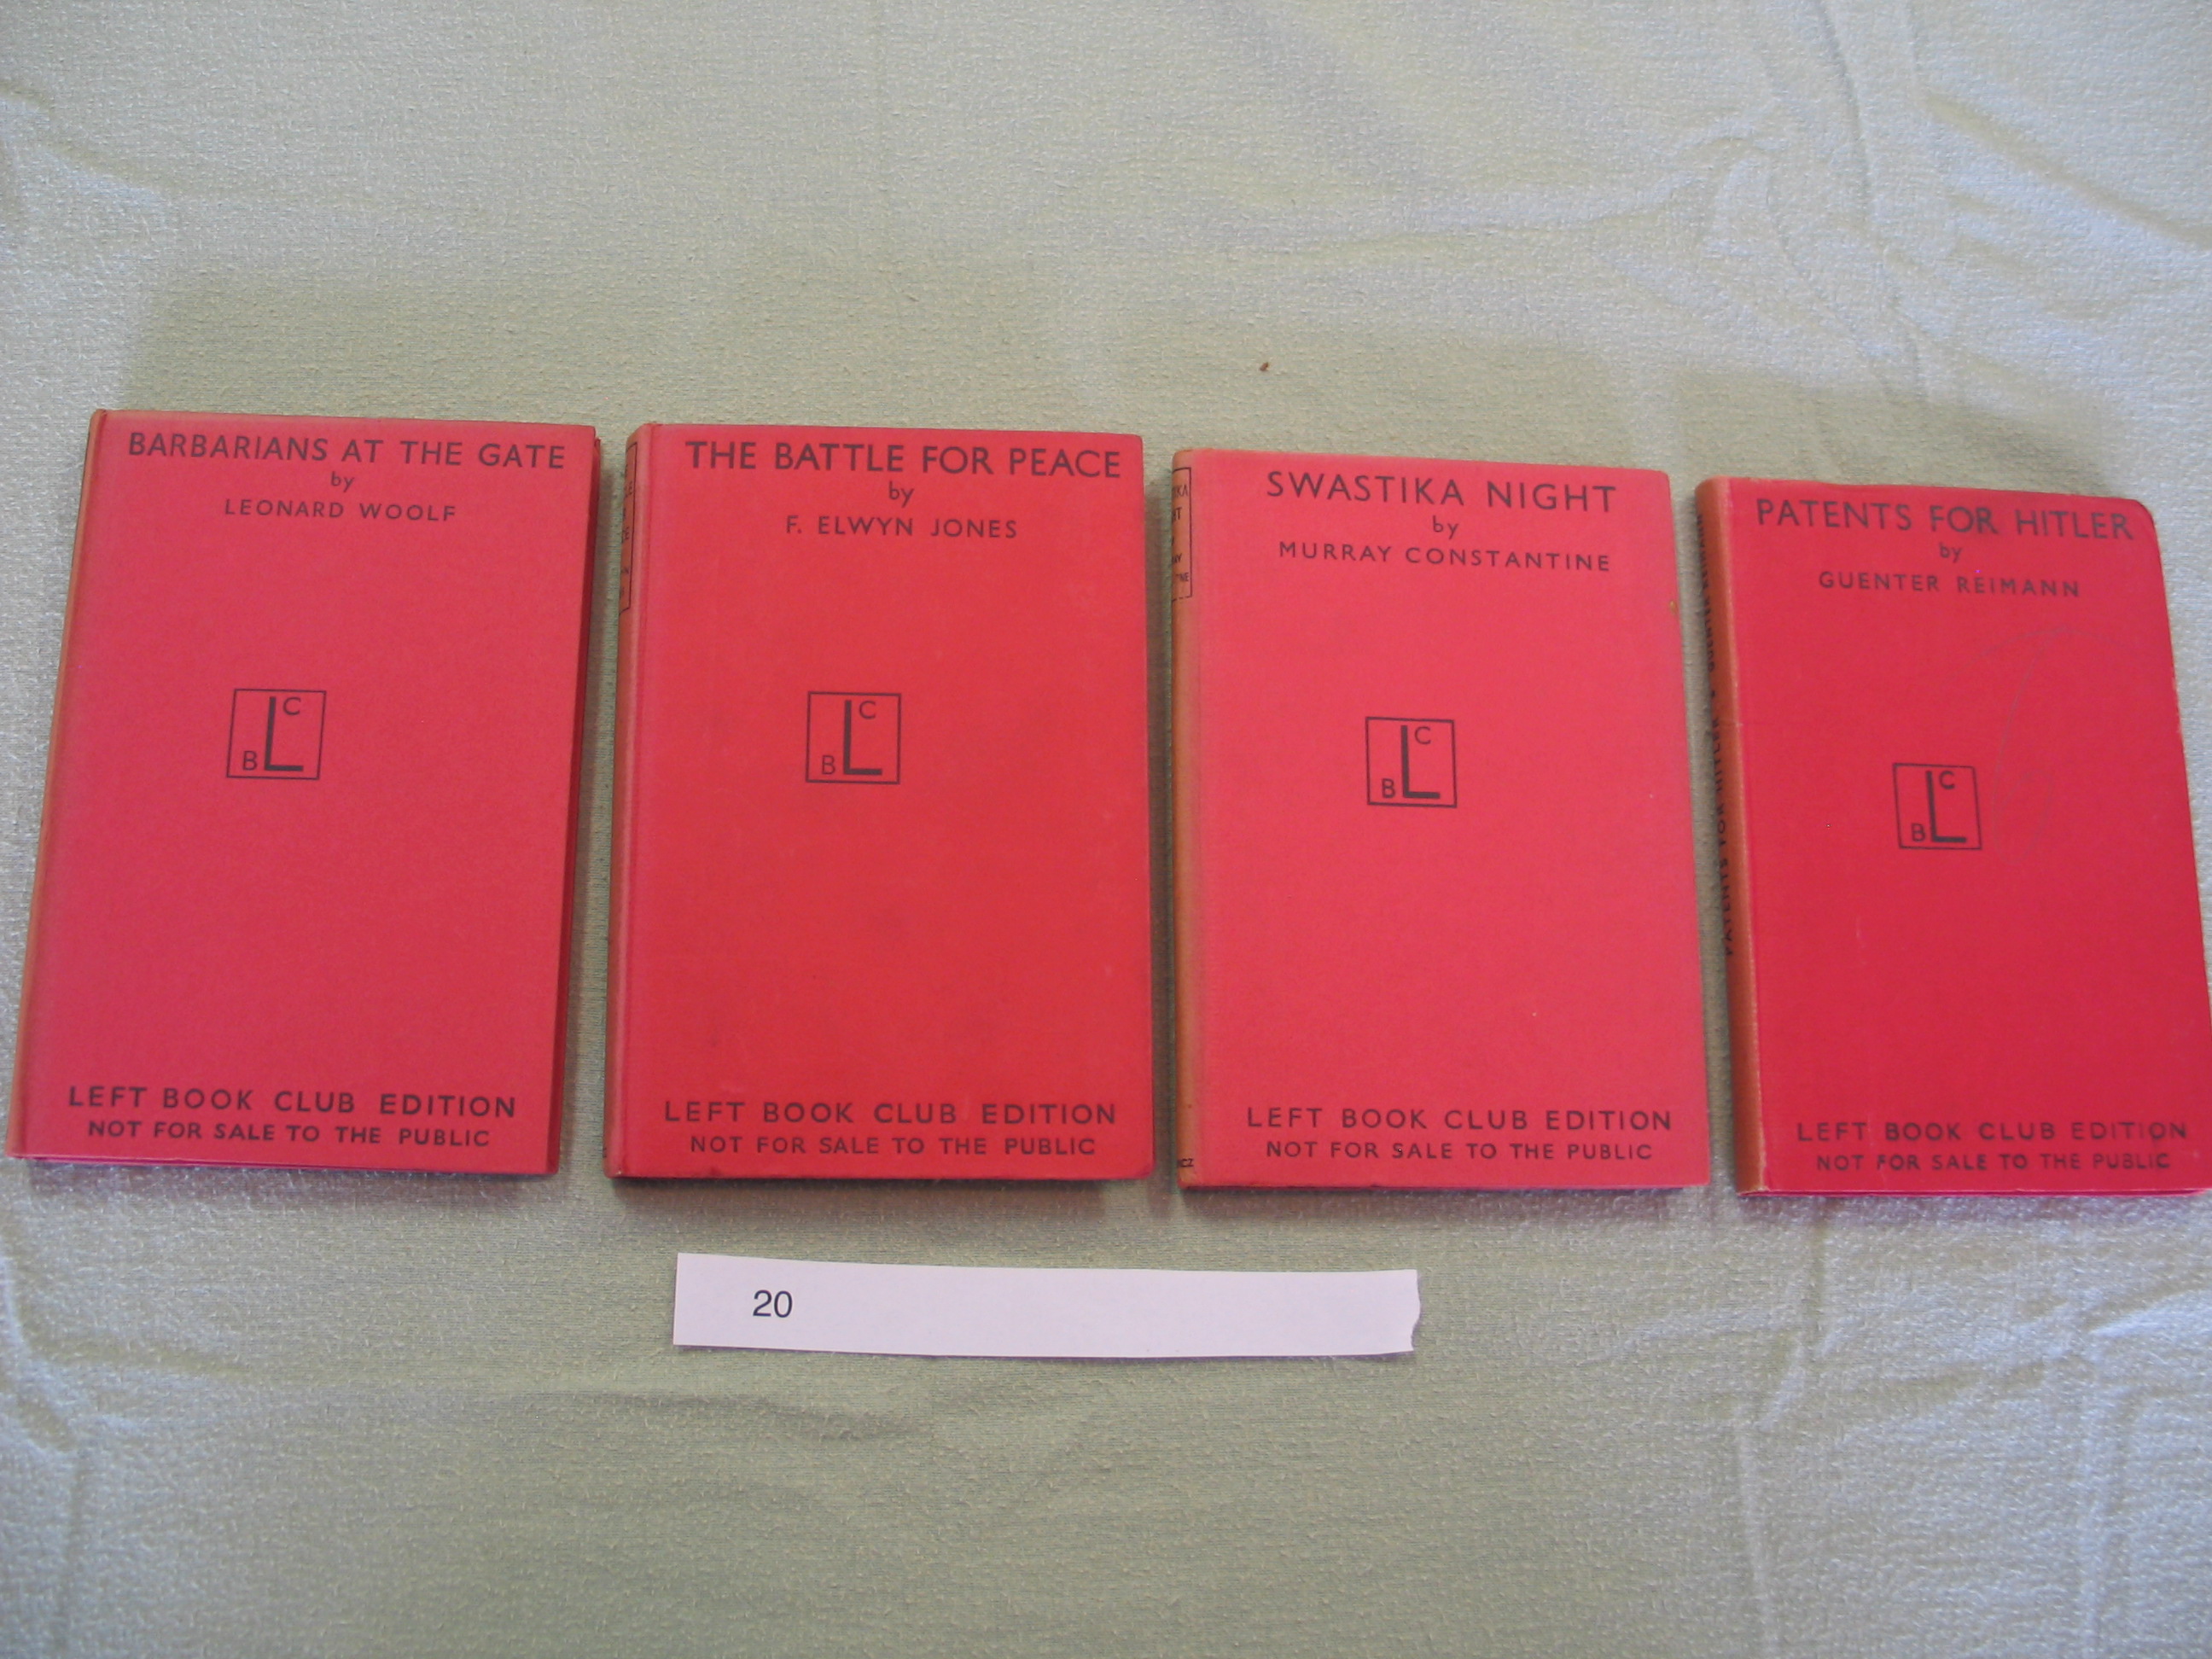 BARBARIANS AT THE GATE
by
LEONARD WOOLF
C
L
B
LEFT BOOK CLUB EDITION
NOT FOR SALE TO THE PUBLIC
THE BATTLE FOR PEACE
by
F. ELWYN JONES
C
L
B
LEFT BOOK CLUB EDITION
NOT FOR SALE TO THE PUBLIC
SWASTIKA NIGHT
by
MURRAY CONSTANTINE
C
L
B
LEFT BOOK CLUB EDITION
NOT FOR SALE TO THE PUBLIC
PATENTS FOR HITLER
PATENTS FOR HITLER
by
GUENTER REIMANN
C
L
B
LEFT BOOK CLUB EDITION
NOT FOR SALE TO THE PUBLIC
20